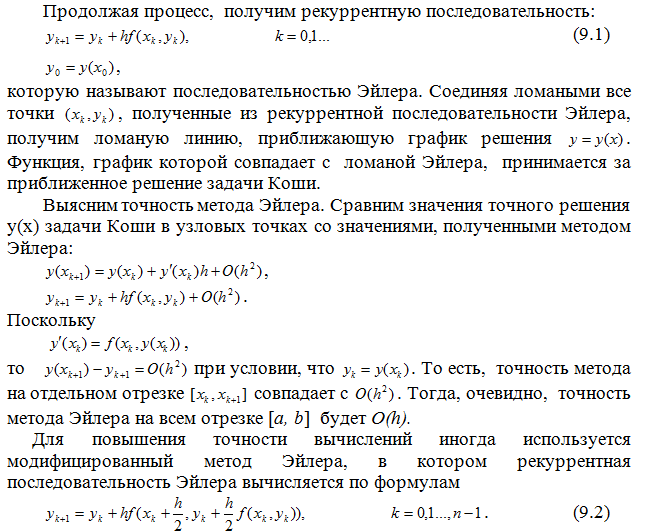 Продолжая процесс, получим рекуррентную последовательность:
y_{k+1} = y_k + hf(x_k, y_k), k = 0,1... (9.1)
y_0 = y(x_0),
которую называют последовательностью Эйлера. Соединяя ломаными все
точки (x_k, y_k), полученные из рекуррентной последовательности Эйлера,
получим ломаную линию, приближающую график решения y = y(x).
Функция, график которой совпадает с ломаной Эйлера, принимается за
приближенное решение задачи Коши.
Выясним точность метода Эйлера. Сравним значения точного решения
y(x) задачи Коши в узловых точках со значениями, полученными методом
Эйлера:
y(x_{k+1}) = y(x_k) + y'(x_k)h + O(h^2),
y_{k+1} = y_k + hf(x_k, y_k) + O(h^2).
Поскольку
y'(x_k) = f(x_k, y(x_k)),
то y(x_{k+1}) − y_{k+1} = O(h^2) при условии, что y_k = y(x_k). То есть, точность метода
на отдельном отрезке [x_k, x_{k+1}] совпадает с O(h^2). Тогда, очевидно, точность
метода Эйлера на всем отрезке [a, b] будет O(h).
Для повышения точности вычислений иногда используется
модифицированный метод Эйлера, в котором рекуррентная
последовательность Эйлера вычисляется по формулам
y_{k+1} = y_k + hf(x_k + h/2, y_k + h/2 f(x_k, y_k)), k = 0,1..., n−1. (9.2)